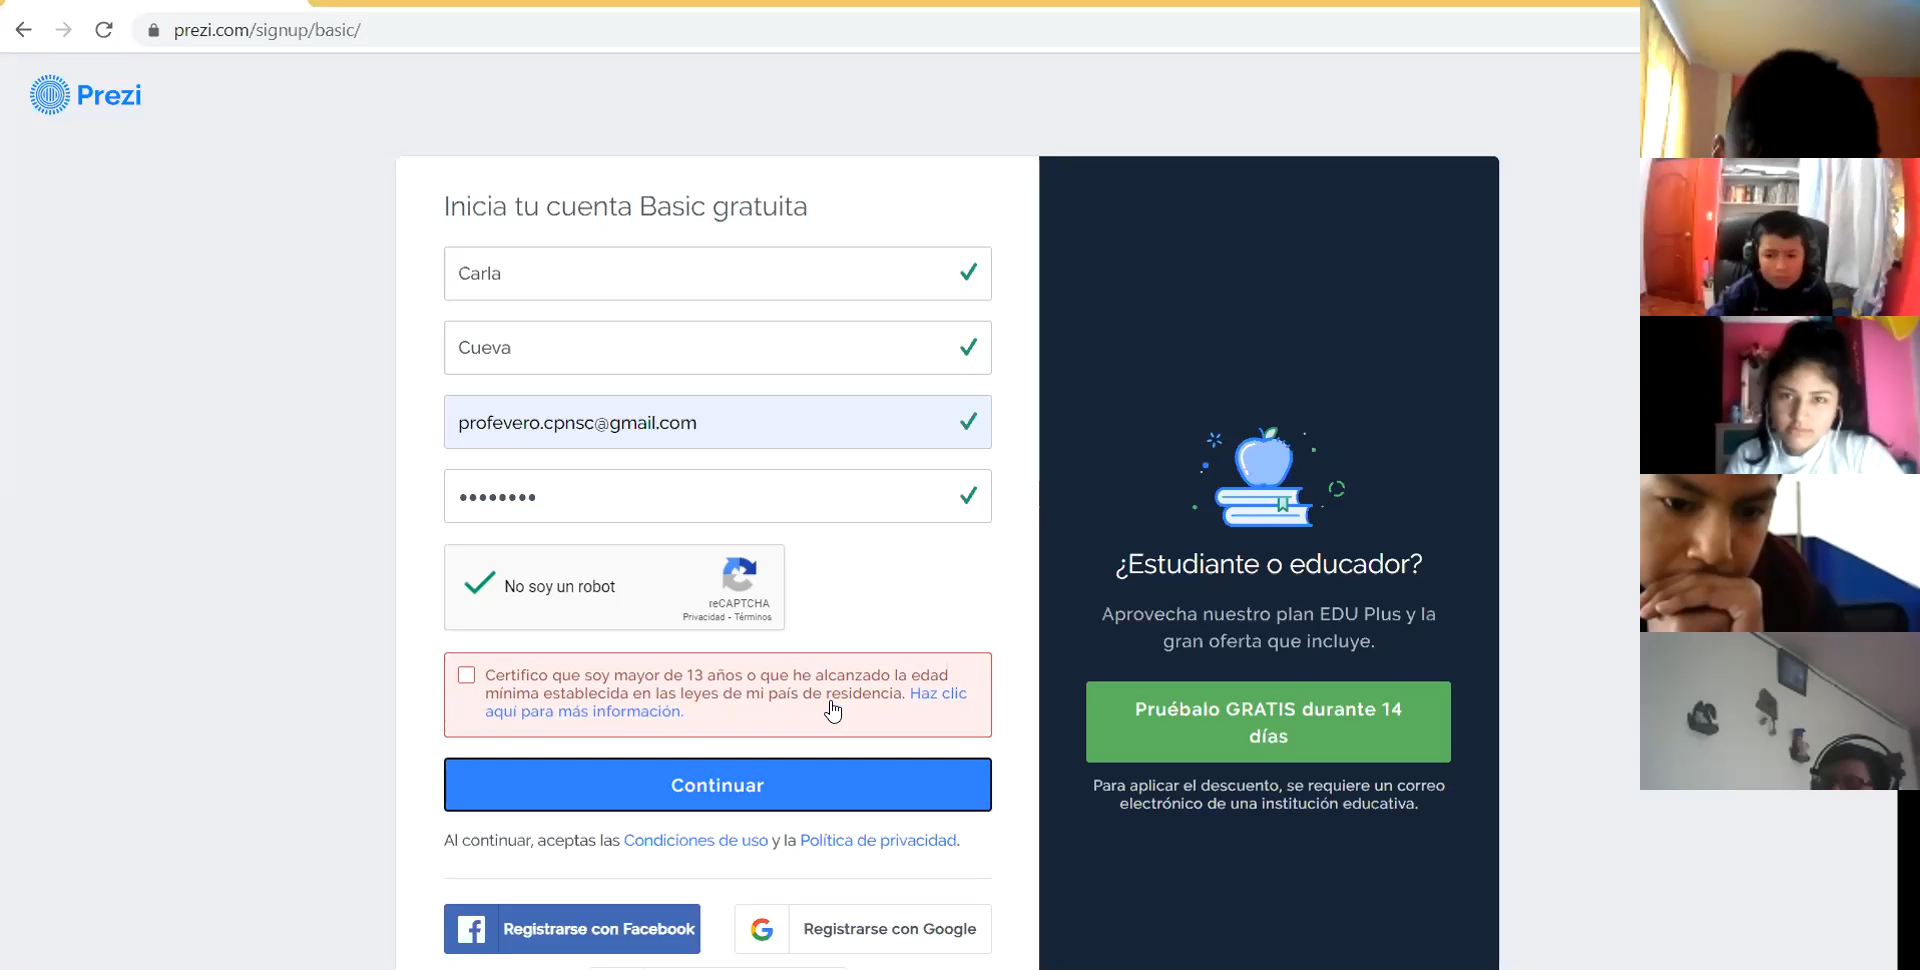 prezi.com/signup/basic/
Prezi
Inicia tu cuenta Basic gratuita
Carla
Cueva
profevero.cpnsc@gmail.com
••••••••
No soy un robot
reCAPTCHA
Privacidad - Términos
Certifico que soy mayor de 13 años o que he alcanzado la edad
mínima establecida en las leyes de mi país de residencia. Haz clic
aquí para más información.
Continuar
Al continuar, aceptas las Condiciones de uso y la Política de privacidad.
Registrarse con Facebook
Registrarse con Google
¿Estudiante o educador?
Aprovecha nuestro plan EDU Plus y la
gran oferta que incluye.
Pruébalo GRATIS durante 14
días
Para aplicar el descuento, se requiere un correo
electrónico de una institución educativa.